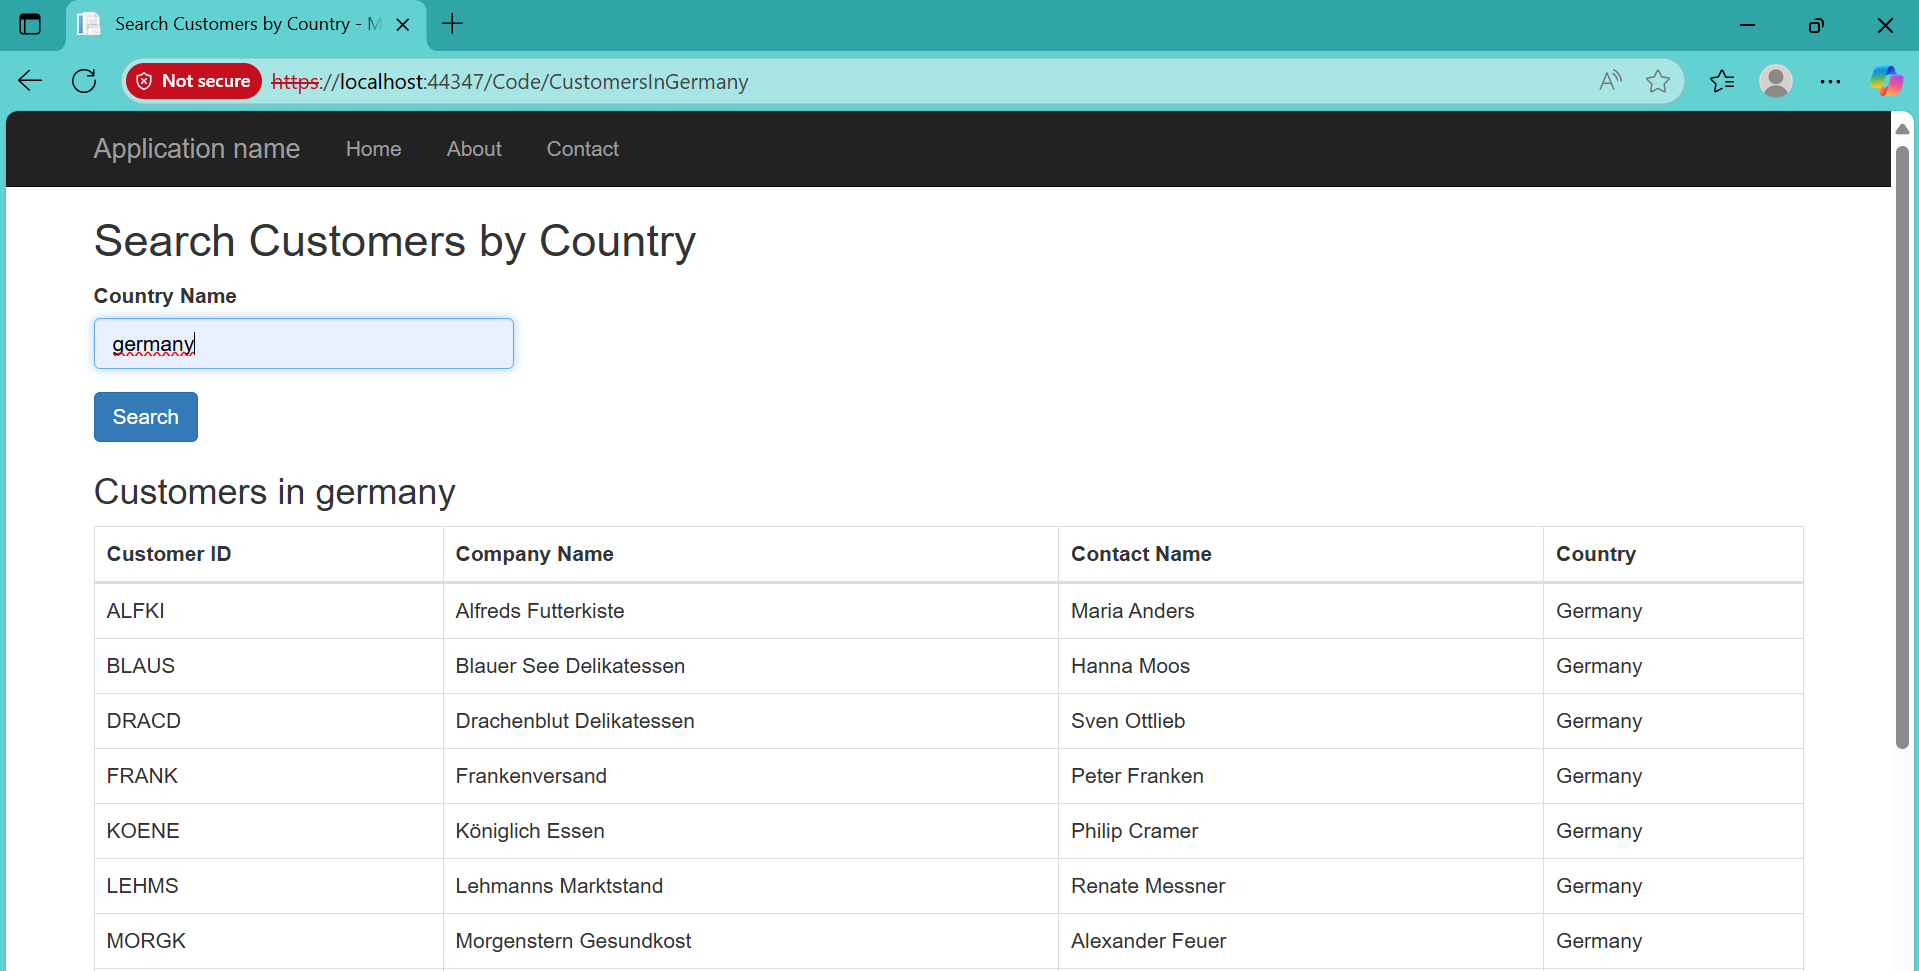 Search Customers by Country - M
Not secure https://localhost:44347/Code/CustomersInGermany
Application name Home About Contact
Search Customers by Country
Country Name
germany
Search
Customers in germany
Customer ID Company Name Contact Name Country
ALFKI Alfreds Futterkiste Maria Anders Germany
BLAUS Blauer See Delikatessen Hanna Moos Germany
DRACD Drachenblut Delikatessen Sven Ottlieb Germany
FRANK Frankenversand Peter Franken Germany
KOENE Königlich Essen Philip Cramer Germany
LEHMS Lehmanns Marktstand Renate Messner Germany
MORGK Morgenstern Gesundkost Alexander Feuer Germany